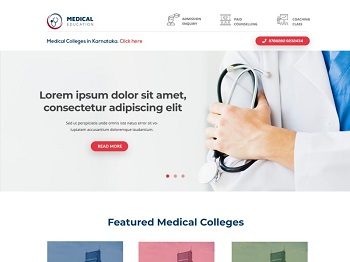 MEDICAL
EDUCATION
ADMISSION
ENQUIRY
PAID
COUNSELLING
COACHING
CLASS
Medical Colleges in Karnataka. Click here
Lorem ipsum dolor sit amet,
consectetur adipiscing elit
Sed ut perspiciatis unde omnis iste natus error sit vo
luptatem accusantium doloremque laudantium.
READ MORE
Featured Medical Colleges